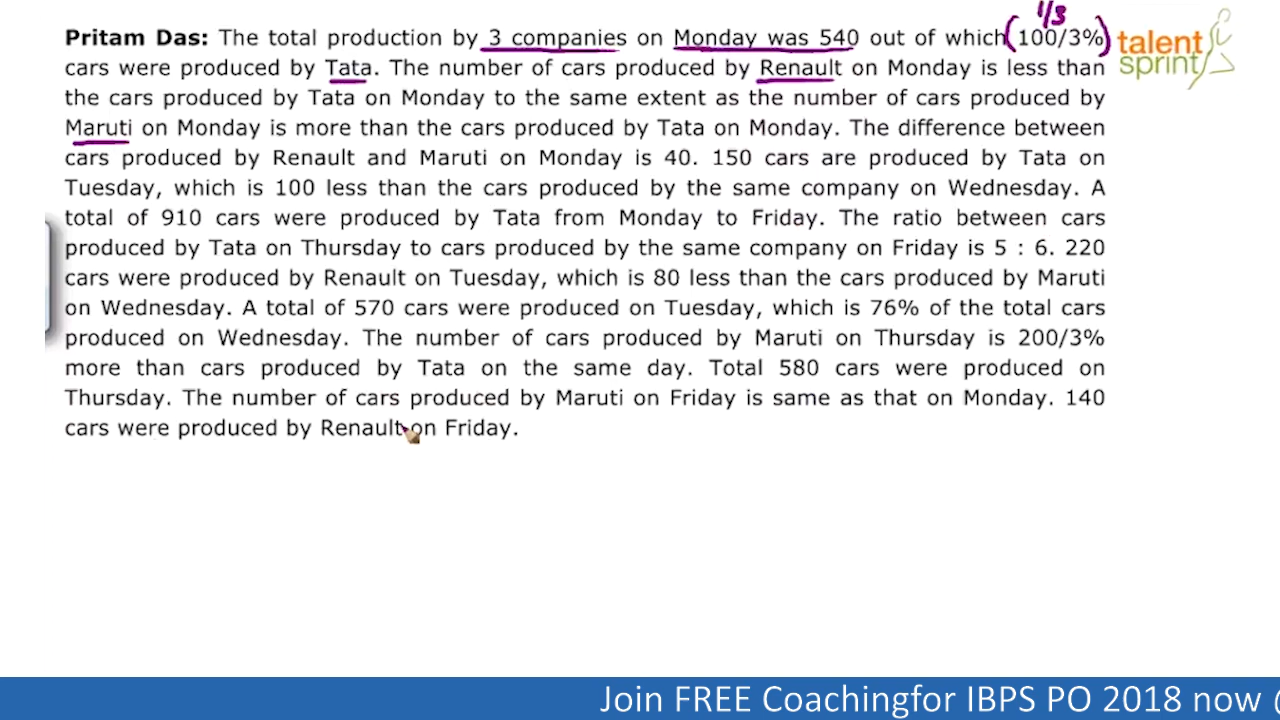 1/3
Pritam Das: The total production by 3 companies on Monday was 540 out of which (100/3%)
cars were produced by Tata. The number of cars produced by Renault on Monday is less than
the cars produced by Tata on Monday to the same extent as the number of cars produced by
Maruti on Monday is more than the cars produced by Tata on Monday. The difference between
cars produced by Renault and Maruti on Monday is 40. 150 cars are produced by Tata on
Tuesday, which is 100 less than the cars produced by the same company on Wednesday. A
total of 910 cars were produced by Tata from Monday to Friday. The ratio between cars
produced by Tata on Thursday to cars produced by the same company on Friday is 5 : 6. 220
cars were produced by Renault on Tuesday, which is 80 less than the cars produced by Maruti
on Wednesday. A total of 570 cars were produced on Tuesday, which is 76% of the total cars
produced on Wednesday. The number of cars produced by Maruti on Thursday is 200/3%
more than cars produced by Tata on the same day. Total 580 cars were produced on
Thursday. The number of cars produced by Maruti on Friday is same as that on Monday. 140
cars were produced by Renault on Friday.
talent
sprint
Join FREE Coachingfor IBPS PO 2018 now (